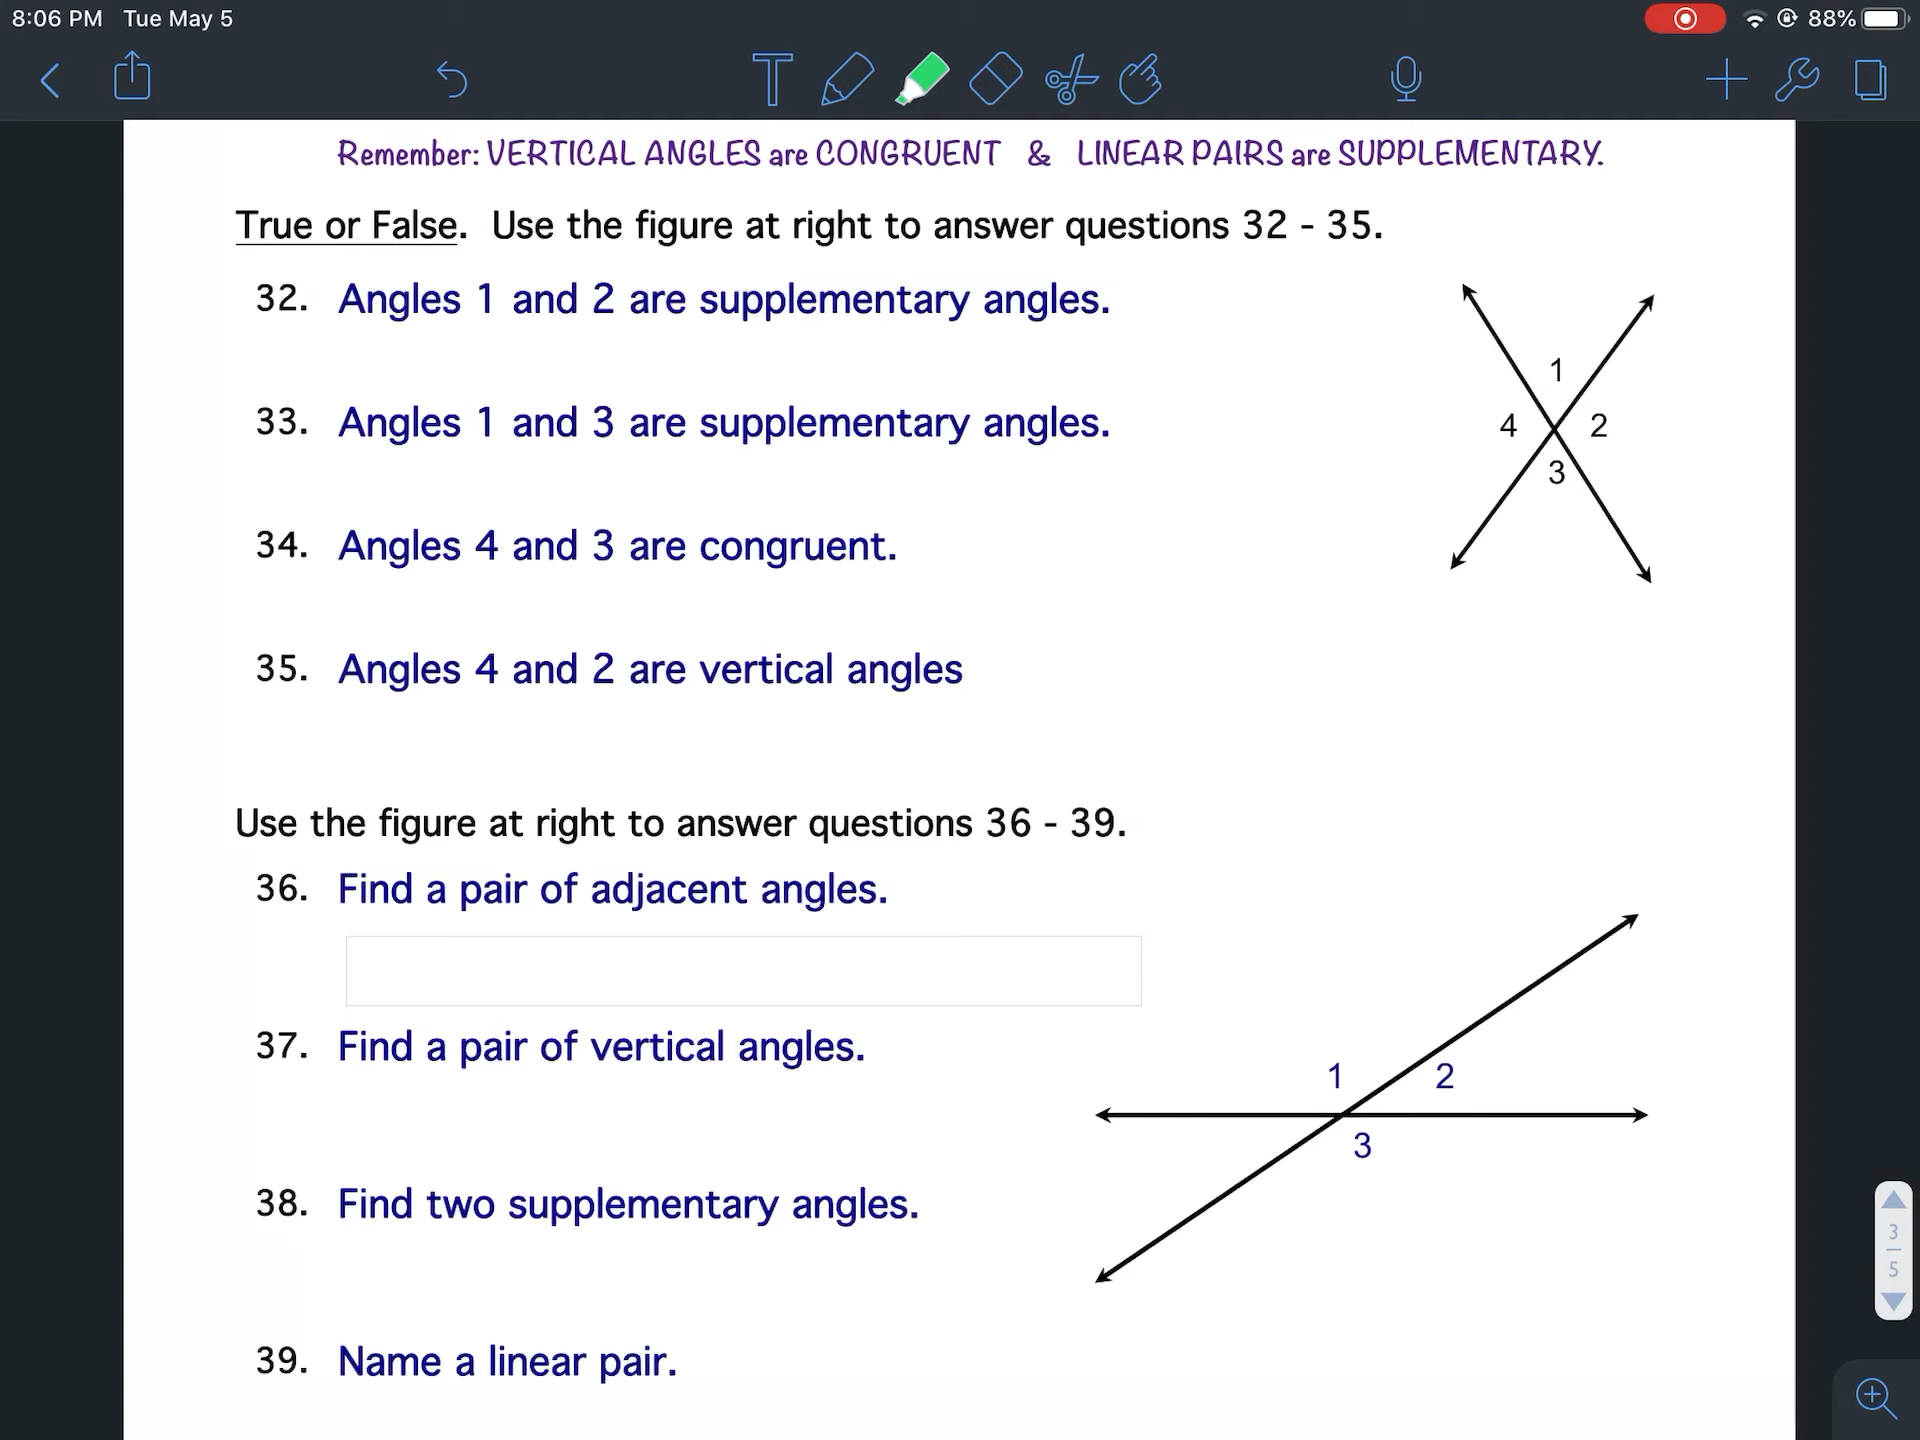 8:06 PM Tue May 5
88%
Remember: VERTICAL ANGLES are CONGRUENT & LINEAR PAIRS are SUPPLEMENTARY.
True or False. Use the figure at right to answer questions 32 - 35.
32. Angles 1 and 2 are supplementary angles.
33. Angles 1 and 3 are supplementary angles.
34. Angles 4 and 3 are congruent.
35. Angles 4 and 2 are vertical angles
1
4 2
3
Use the figure at right to answer questions 36 - 39.
36. Find a pair of adjacent angles.
37. Find a pair of vertical angles.
38. Find two supplementary angles.
39. Name a linear pair.
1 2
3
3
5